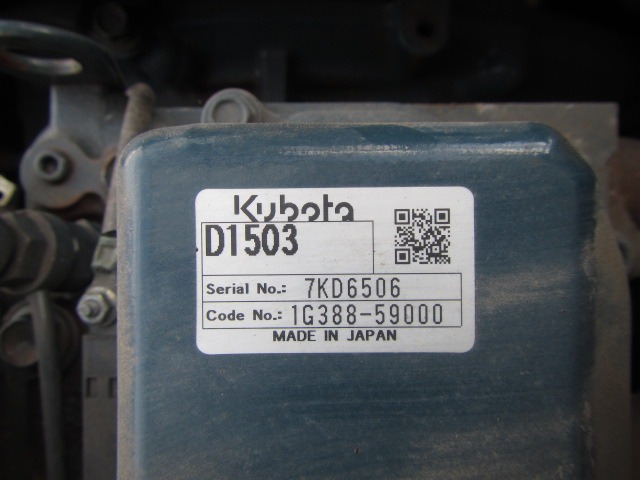 Kubota
D1503
Serial No.: 7KD6506
Code No.: 1G388-59000
MADE IN JAPAN